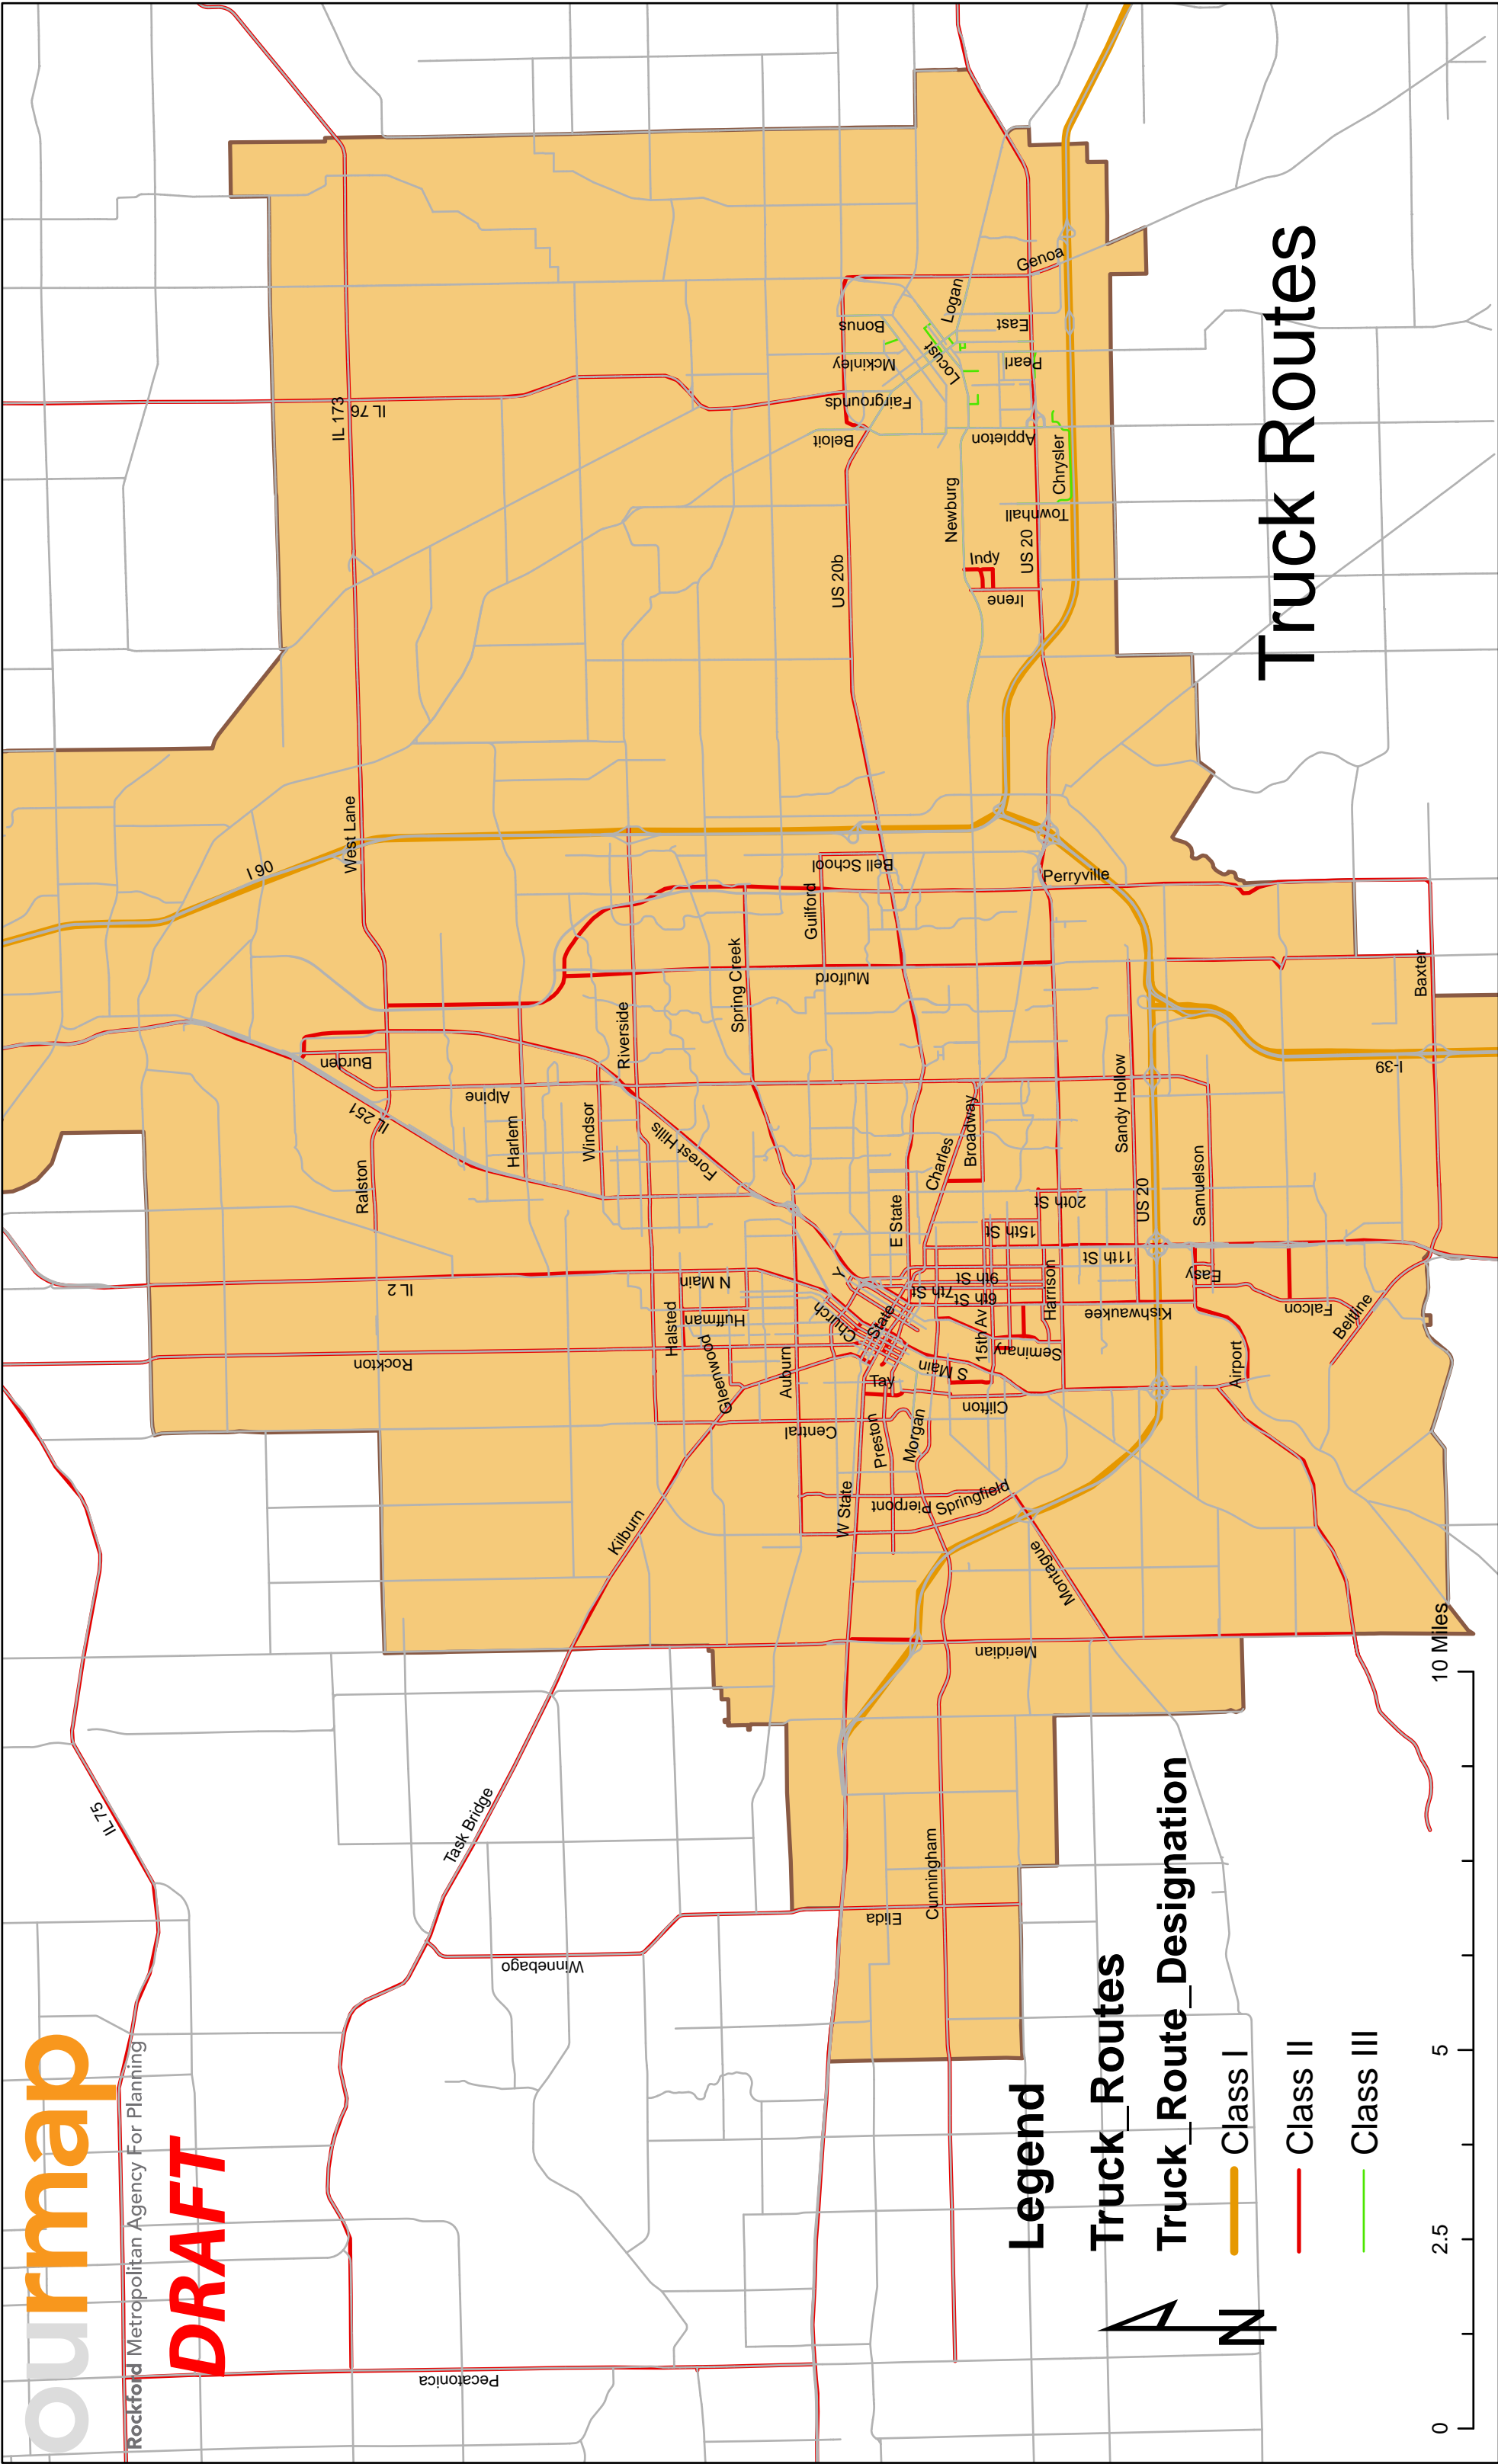 ourmap
Rockford Metropolitan Agency For Planning
DRAFT
Truck Routes
IL 75
Task Bridge
Winnebago
Pecatonica
Elida
Cunningham
Meridian
Montague
Kilburn
W State
Pierpont
Springfield
Preston
Morgan
Central
Auburn
Glenwood
Halsted
Huffman
N Main
Rockton
IL 2
Ralston
IL 251
Burden
Alpine
Harlem
Windsor
Forest Hills
Riverside
Spring Creek
Mulford
Guilford
Bell School
Perryville
West Lane
I 90
IL 173
IL 76
US 20b
Beloit
Fairgrounds
Mckinley
Bonus
Locust
Logan
Genoa
East
Pearl
Appleton
Chrysler
Townhall
Newburg
Indy
Irene
US 20
Church
Y
State
Tay
S Main
Clifton
15th Av
Seminary
6th St
7th St
9th St
Harrison
E State
Charles
Broadway
15th St
20th St
11th St
Sandy Hollow
US 20
Samuelson
Kishwaukee
Easy
Falcon
Beltline
Airport
Baxter
I-39
Legend
Truck_Routes
Truck_Route_Designation
Class I
Class II
Class III
N
0
2.5
5
10 Miles